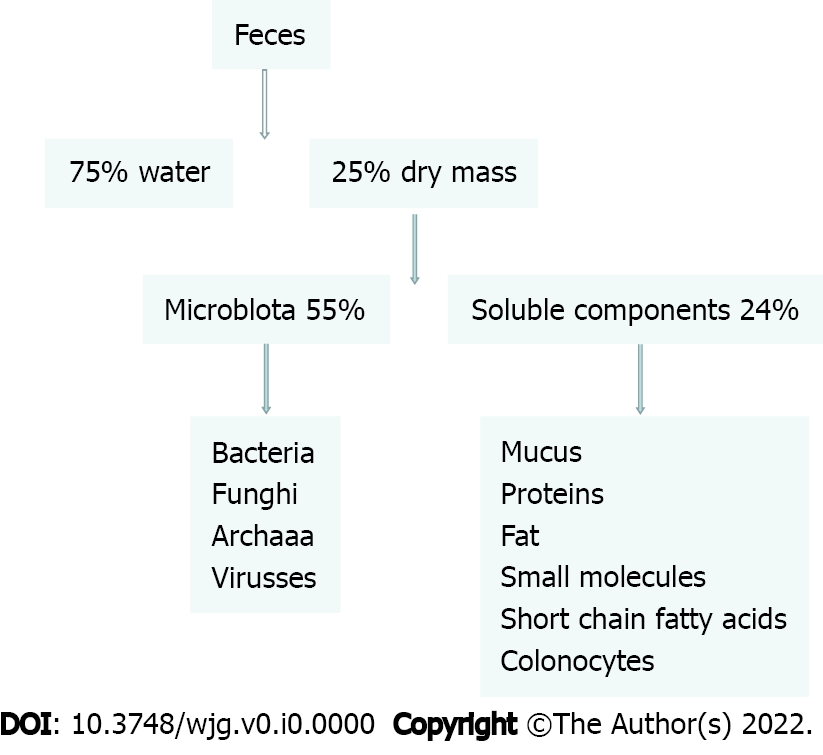 Feces
75% water
25% dry mass
Microblota 55%
Soluble components 24%
Bacteria
Funghi
Archaaa
Virusses
Mucus
Proteins
Fat
Small molecules
Short chain fatty acids
Colonocytes
DOI: 10.3748/wjg.v0.i0.0000 Copyright ©The Author(s) 2022.